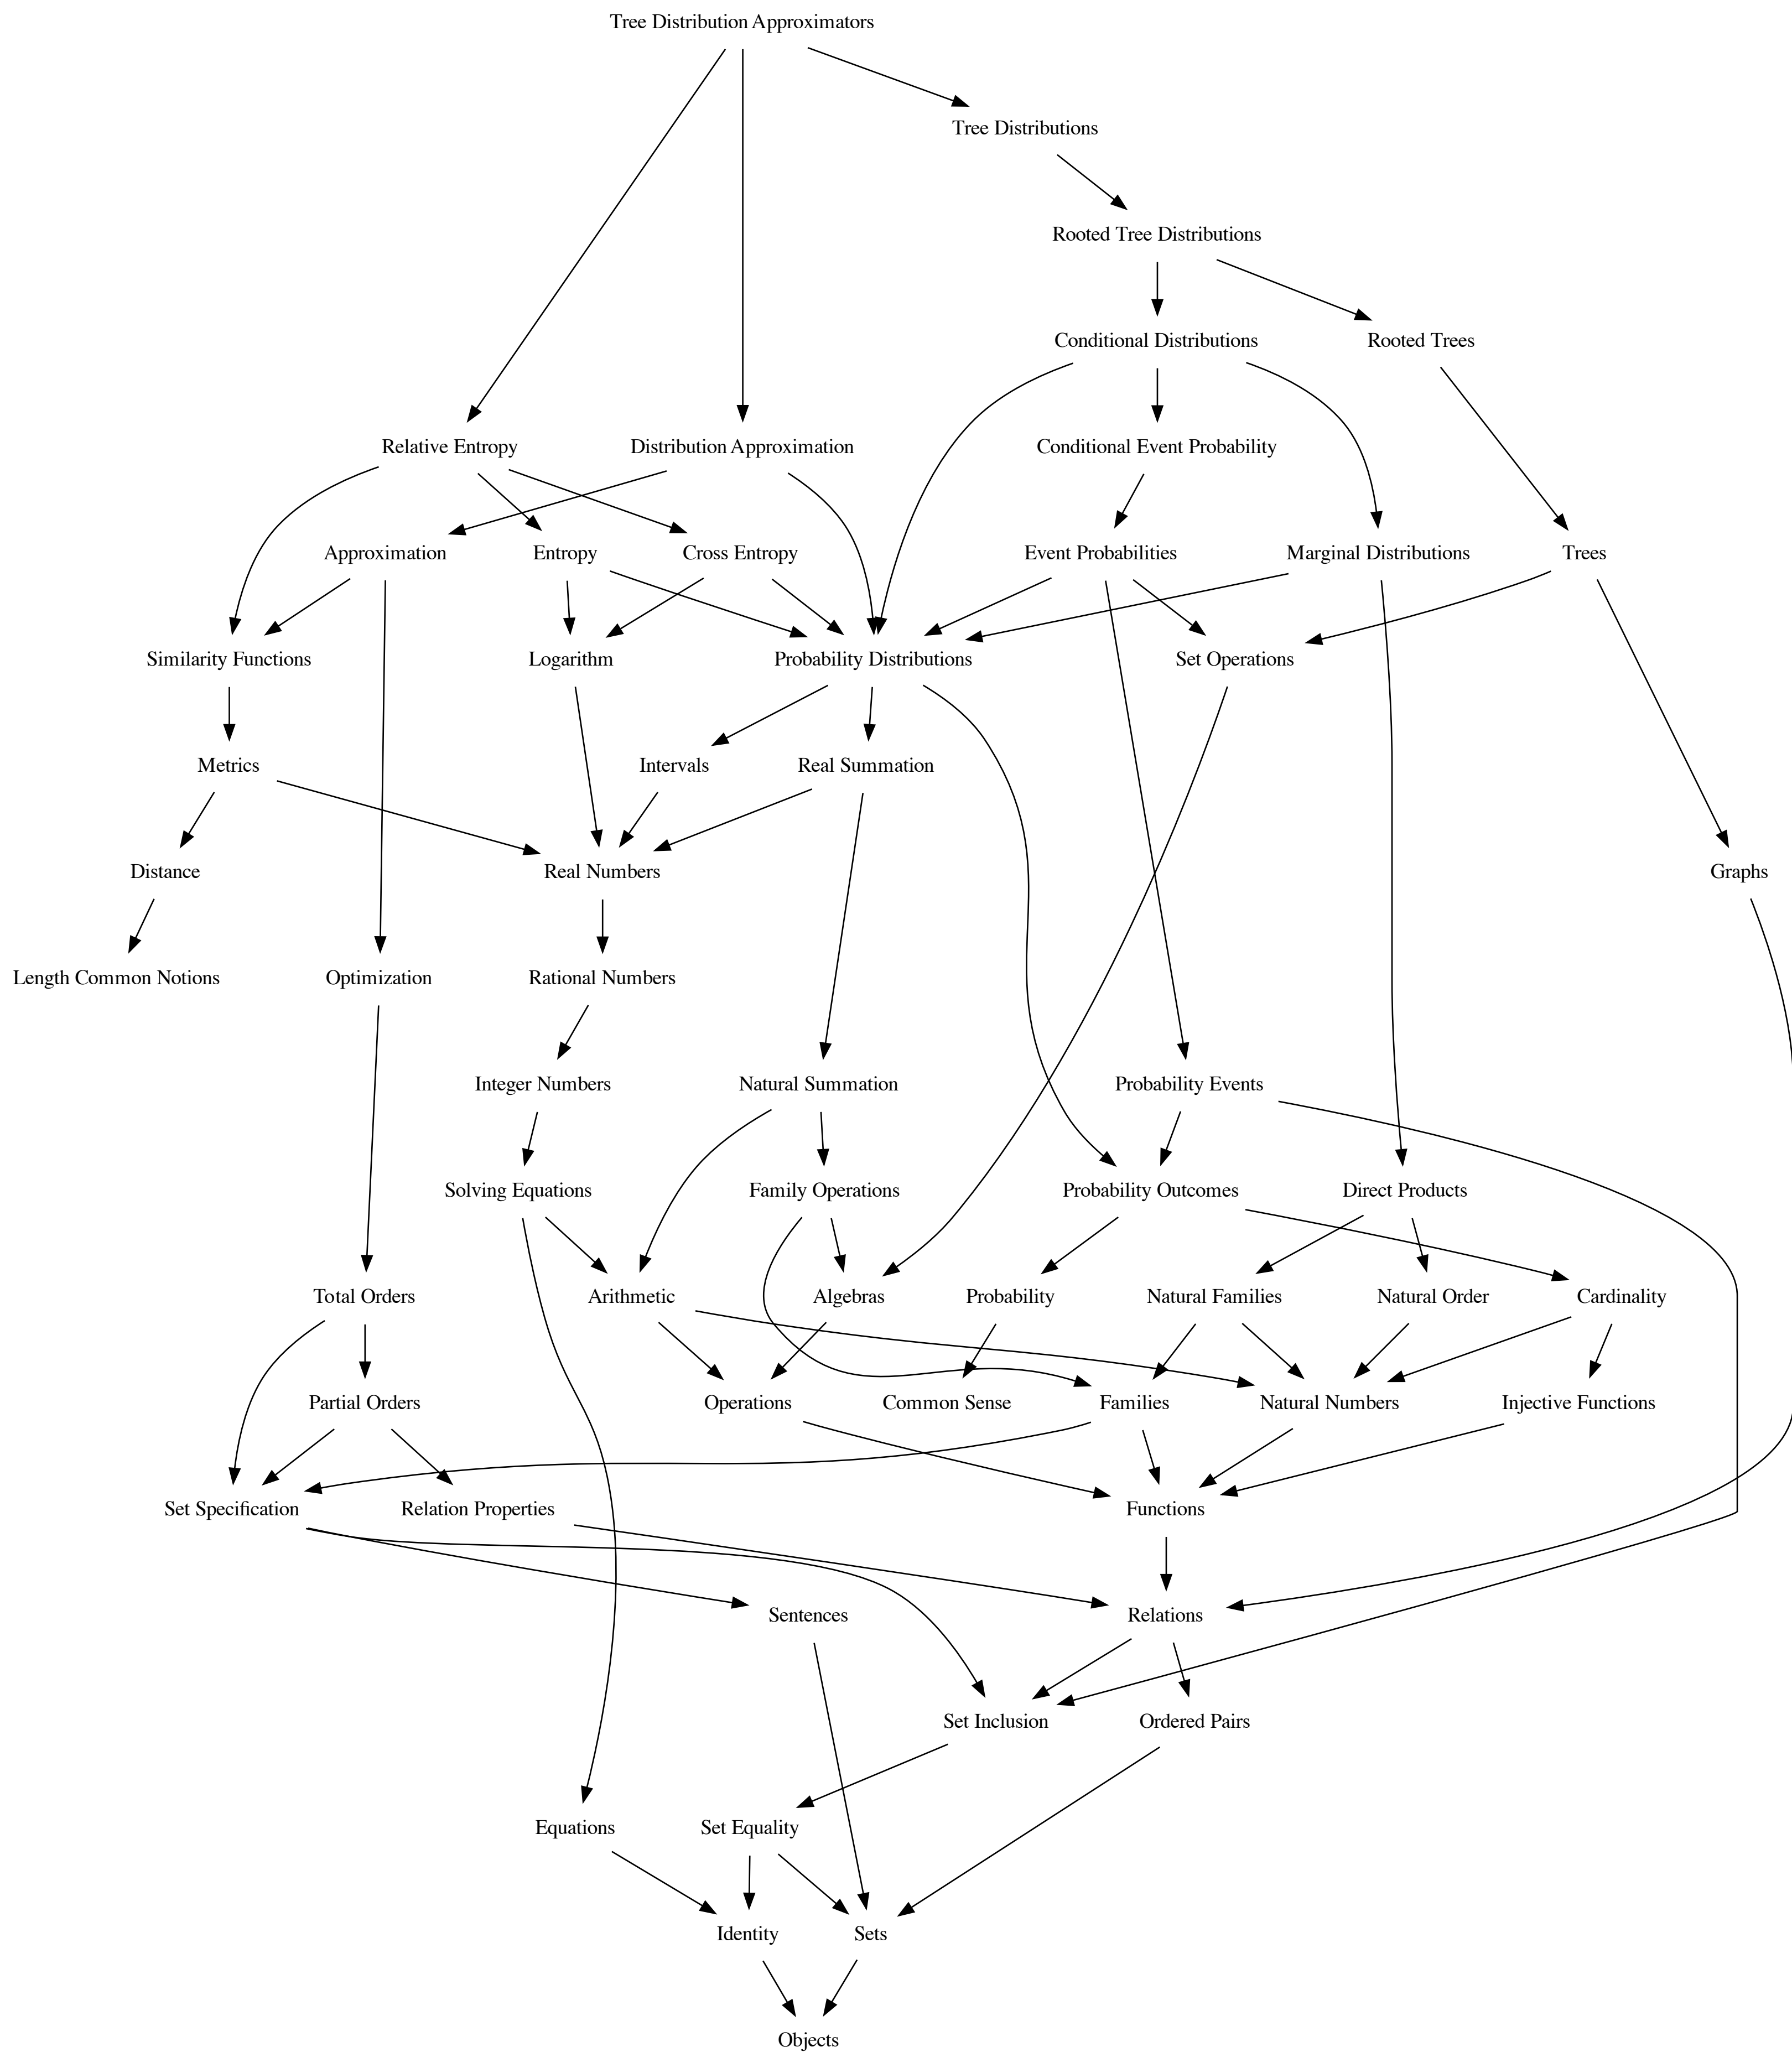 Tree Distribution Approximators
Tree Distributions
Rooted Tree Distributions
Conditional Distributions
Rooted Trees
Relative Entropy
Distribution Approximation
Conditional Event Probability
Approximation
Entropy
Cross Entropy
Event Probabilities
Marginal Distributions
Trees
Similarity Functions
Logarithm
Probability Distributions
Set Operations
Metrics
Intervals
Real Summation
Distance
Real Numbers
Graphs
Length Common Notions
Optimization
Rational Numbers
Integer Numbers
Natural Summation
Probability Events
Solving Equations
Family Operations
Probability Outcomes
Direct Products
Total Orders
Arithmetic
Algebras
Probability
Natural Families
Natural Order
Cardinality
Partial Orders
Operations
Common Sense
Families
Natural Numbers
Injective Functions
Set Specification
Relation Properties
Functions
Sentences
Relations
Set Inclusion
Ordered Pairs
Equations
Set Equality
Identity
Sets
Objects